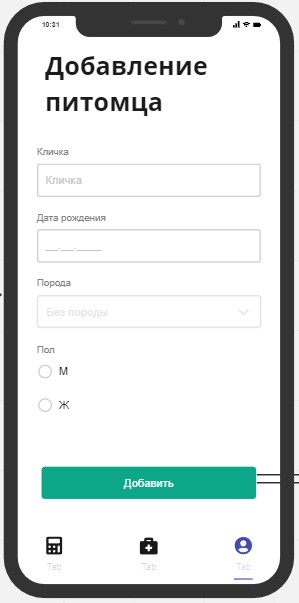 10:31
Добавление
питомца
Кличка
Кличка
Дата рождения
__.__.____
Порода
Без породы
Пол
М
Ж
Добавить
Tab Tab Tab